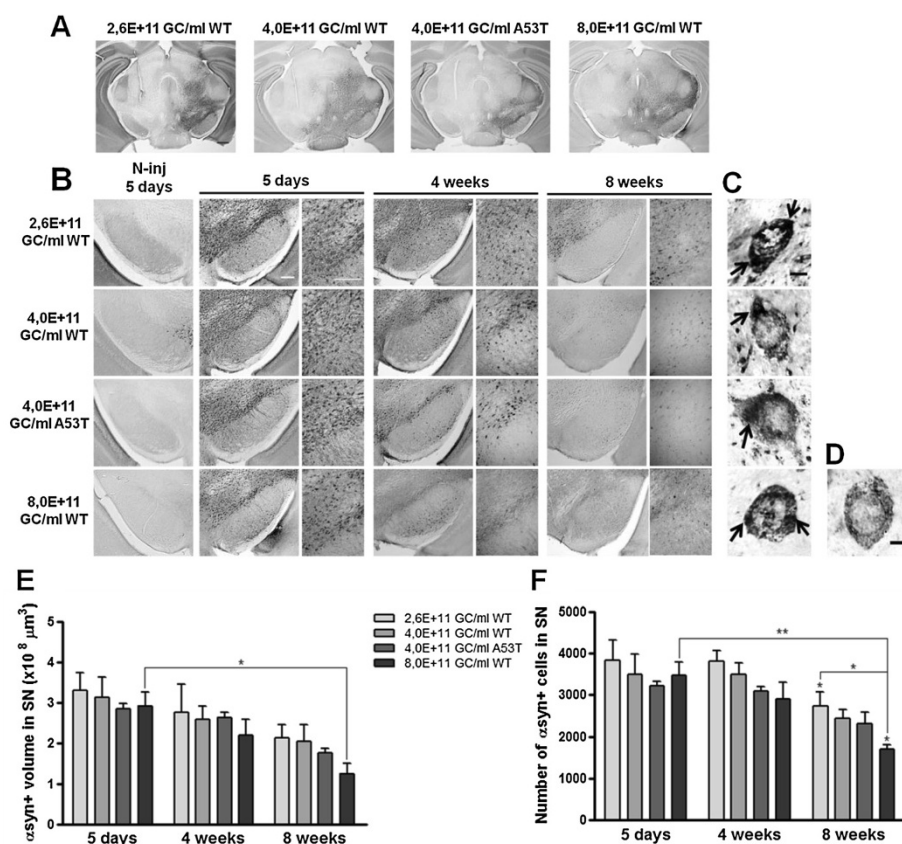 A
2,6E+11 GC/ml WT
4,0E+11 GC/ml WT
4,0E+11 GC/ml A53T
8,0E+11 GC/ml WT
B
N-inj
5 days
5 days
4 weeks
8 weeks
C
2,6E+11
GC/ml WT
4,0E+11
GC/ml WT
4,0E+11
GC/ml A53T
8,0E+11
GC/ml WT
D
E
αsyn+ volume in SN (x10⁸ µm³)
5
4
3
2
1
0
*
5 days
4 weeks
8 weeks
2,6E+11 GC/ml WT
4,0E+11 GC/ml WT
4,0E+11 GC/ml A53T
8,0E+11 GC/ml WT
F
Number of αsyn+ cells in SN
5000
4000
3000
2000
1000
0
**
*
*
*
5 days
4 weeks
8 weeks